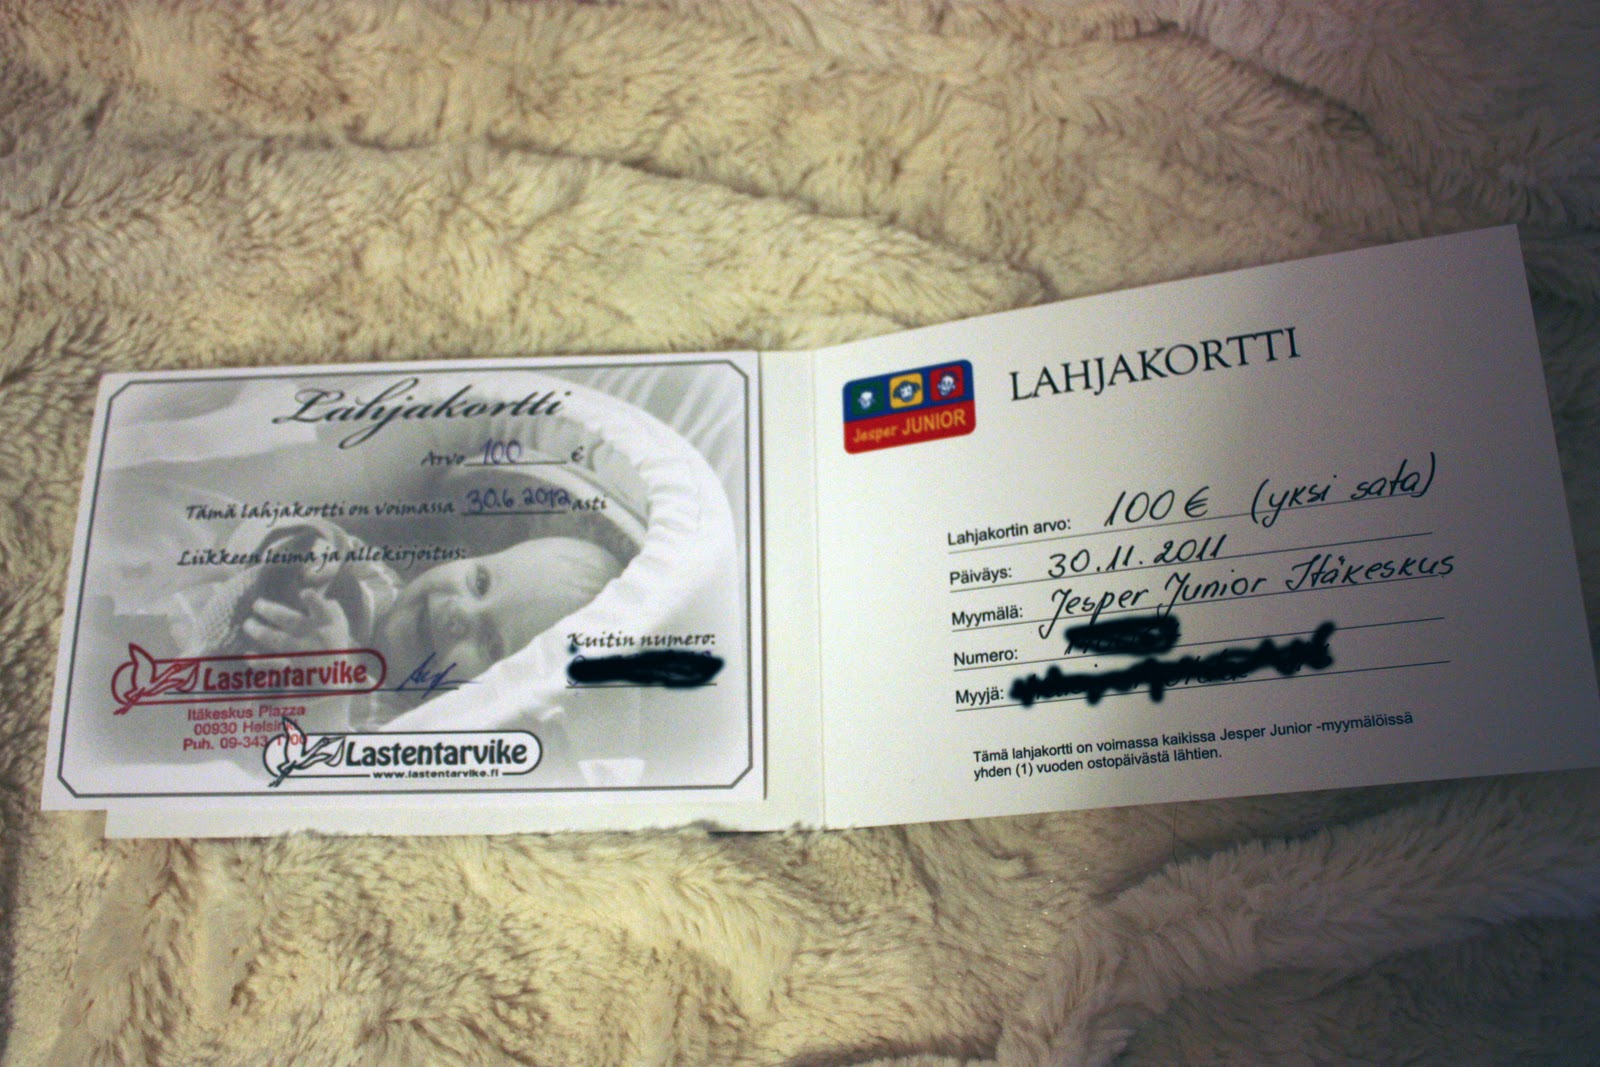 Lahjakortti
Arvo 100 €
Tämä lahjakortti on voimassa 30.6 2012 asti
Liikkeen leima ja allekirjoitus:
Kuitin numero:
Lastentarvike
Itäkeskus Piazza
00930 Helsinki
Puh. 09-343
Lastentarvike
www.lastentarvike.fi
Jesper JUNIOR
LAHJAKORTTI
Lahjakortin arvo: 100 € (yksi sata)
Päiväys: 30.11.2011
Myymälä: Jesper Junior Itäkeskus
Numero:
Myyjä:
Tämä lahjakortti on voimassa kaikissa Jesper Junior -myymälöissä
yhden (1) vuoden ostopäivästä lähtien.